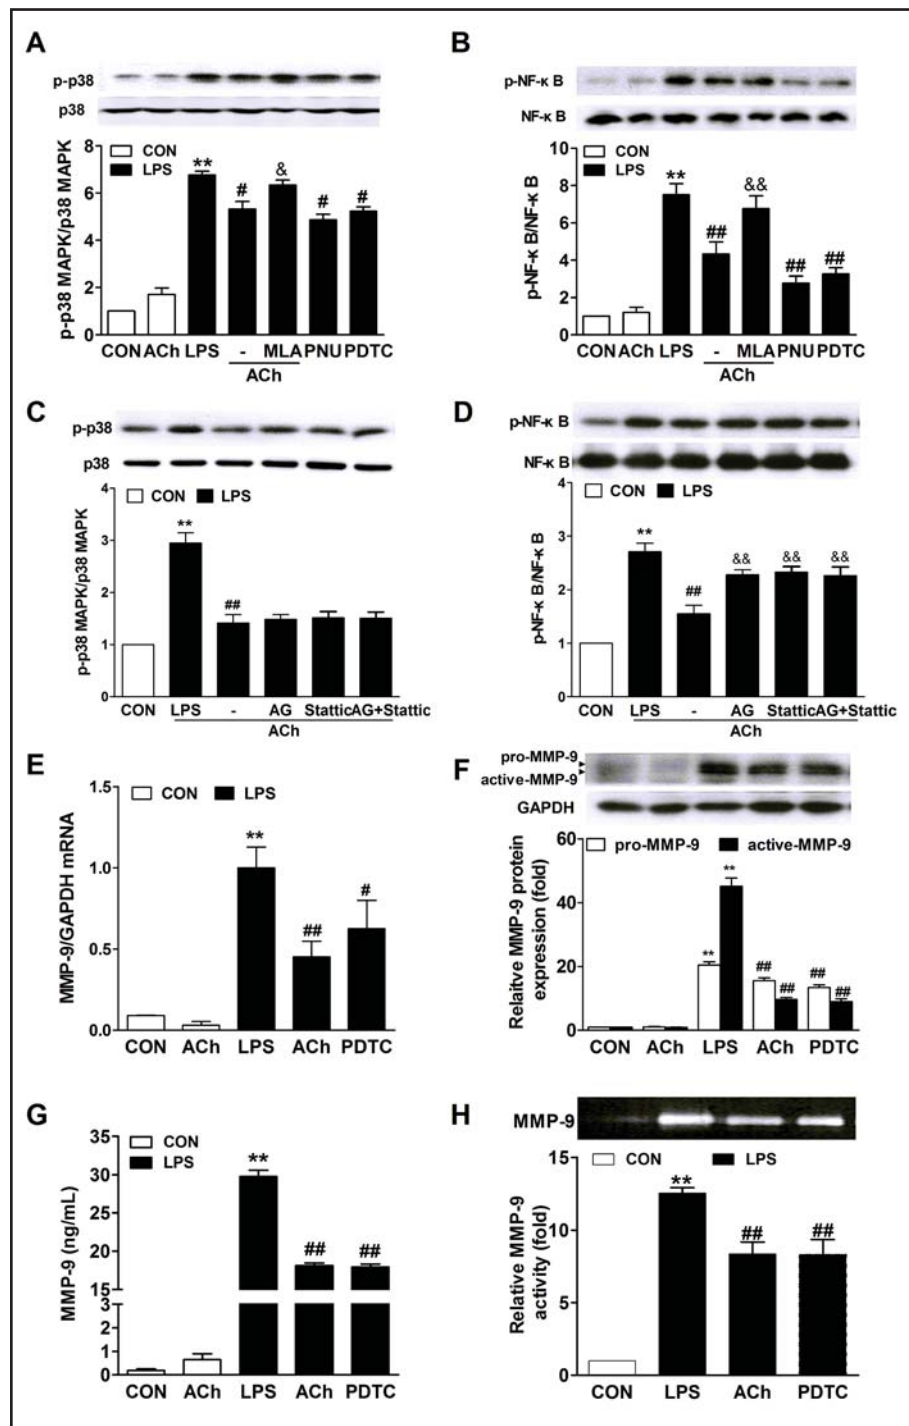 A
p-p38
p38
CON
LPS
p-p38 MAPK/p38 MAPK
8
6
4
2
0
**
#
&
#
#
CON ACh LPS - MLA PNU PDTC
ACh
B
p-NF-κ B
NF-κ B
CON
LPS
p-NF-κ B/NF-κ B
10
8
6
4
2
0
**
##
&&
##
##
CON ACh LPS - MLA PNU PDTC
ACh
C
p-p38
p38
CON LPS
p-p38 MAPK/p38 MAPK
4
3
2
1
0
**
##
CON LPS - AG Stattic AG+Stattic
ACh
D
p-NF-κ B
NF-κ B
CON LPS
p-NF-κ B/NF-κ B
4
3
2
1
0
**
##
&&
&&
&&
CON LPS - AG Stattic AG+Stattic
ACh
E
CON LPS
MMP-9/GAPDH mRNA
1.5
1.0
0.5
0.0
**
##
#
CON ACh LPS ACh PDTC
F
pro-MMP-9
active-MMP-9
GAPDH
pro-MMP-9 active-MMP-9
Relaitve MMP-9 protein
expression (fold)
60
40
20
0
**
**
##
##
##
##
CON ACh LPS ACh PDTC
G
CON
LPS
MMP-9 (ng/mL)
35
30
25
20
15
3
2
1
0
**
##
##
CON ACh LPS ACh PDTC
H
MMP-9
CON LPS
Relative MMP-9
activity (fold)
15
10
5
0
**
##
##
CON LPS ACh PDTC